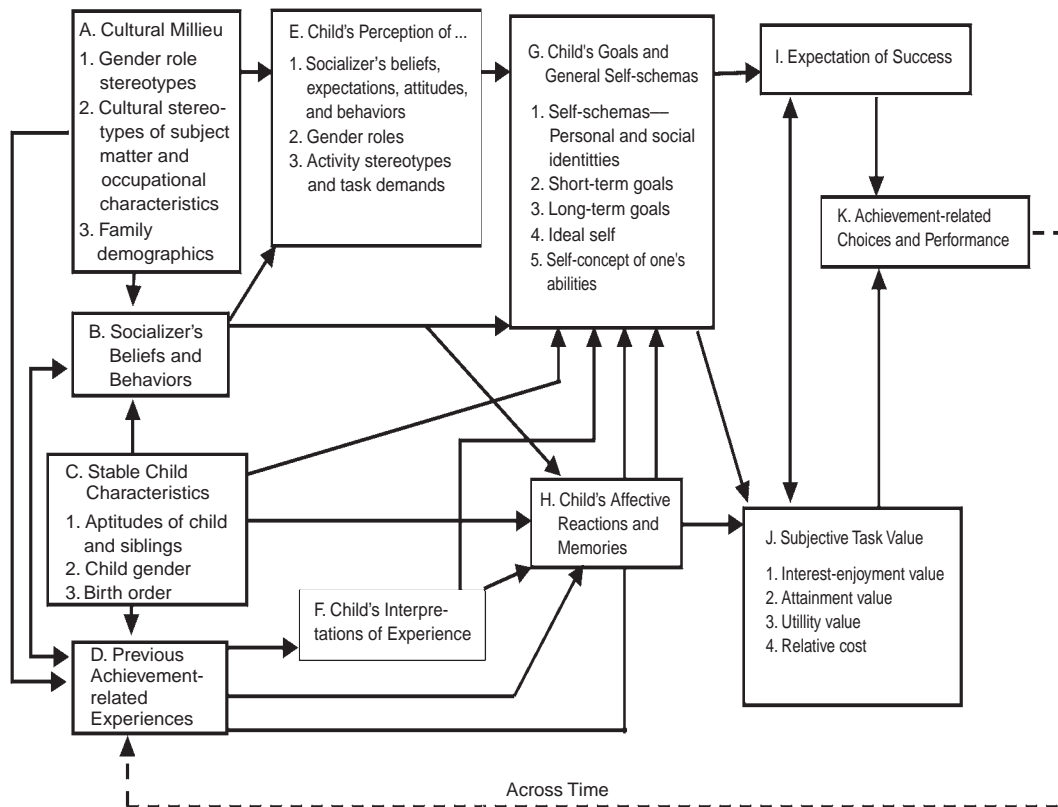 A. Cultural Millieu
1. Gender role
stereotypes
2. Cultural stereo-
types of subject
matter and
occupational
characteristics
3. Family
demographics
E. Child's Perception of ...
1. Socializer's beliefs,
expectations, attitudes,
and behaviors
2. Gender roles
3. Activity stereotypes
and task demands
G. Child's Goals and
General Self-schemas
1. Self-schemas—
Personal and social
identitties
2. Short-term goals
3. Long-term goals
4. Ideal self
5. Self-concept of one's
abilities
I. Expectation of Success
K. Achievement-related
Choices and Performance
B. Socializer's
Beliefs and
Behaviors
C. Stable Child
Characteristics
1. Aptitudes of child
and siblings
2. Child gender
3. Birth order
H. Child's Affective
Reactions and
Memories
J. Subjective Task Value
1. Interest-enjoyment value
2. Attainment value
3. Utillity value
4. Relative cost
F. Child's Interpre-
tations of Experience
D. Previous
Achievement-
related
Experiences
Across Time